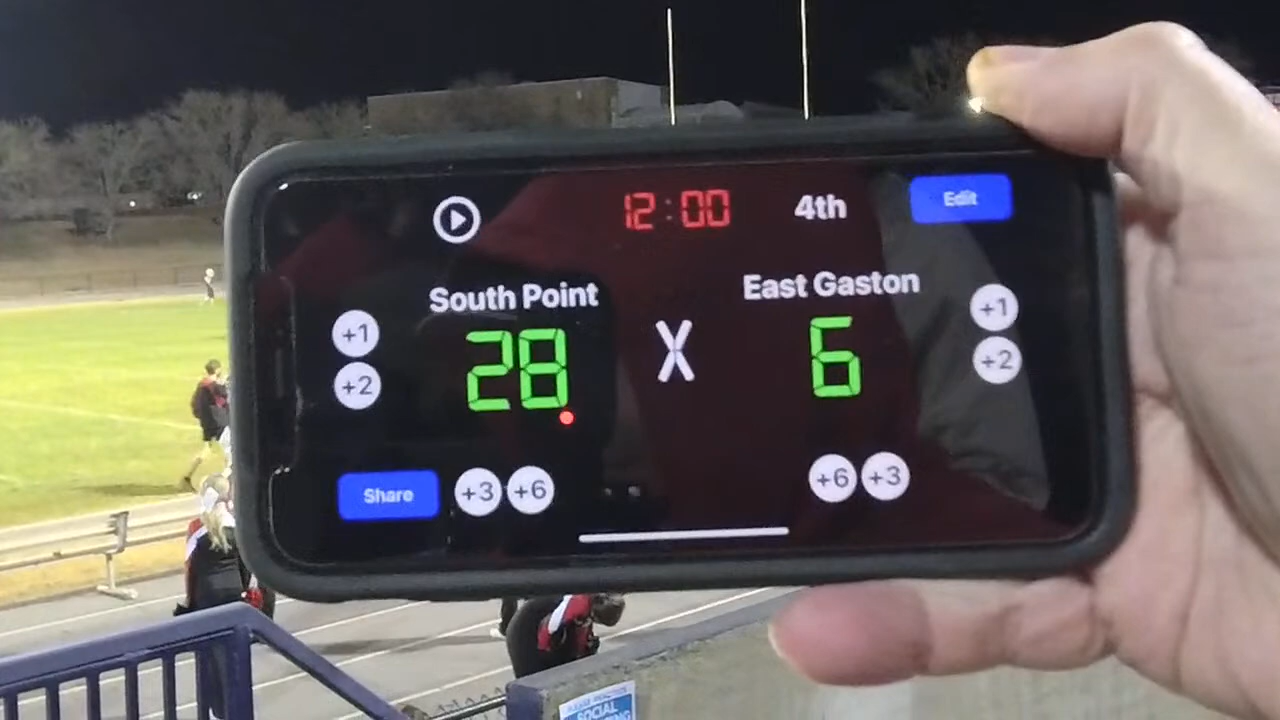 12:00
4th
Edit
South Point
East Gaston
28
X
6
+1
+2
+1
+2
Share
+3
+6
+6
+3
SOCIAL